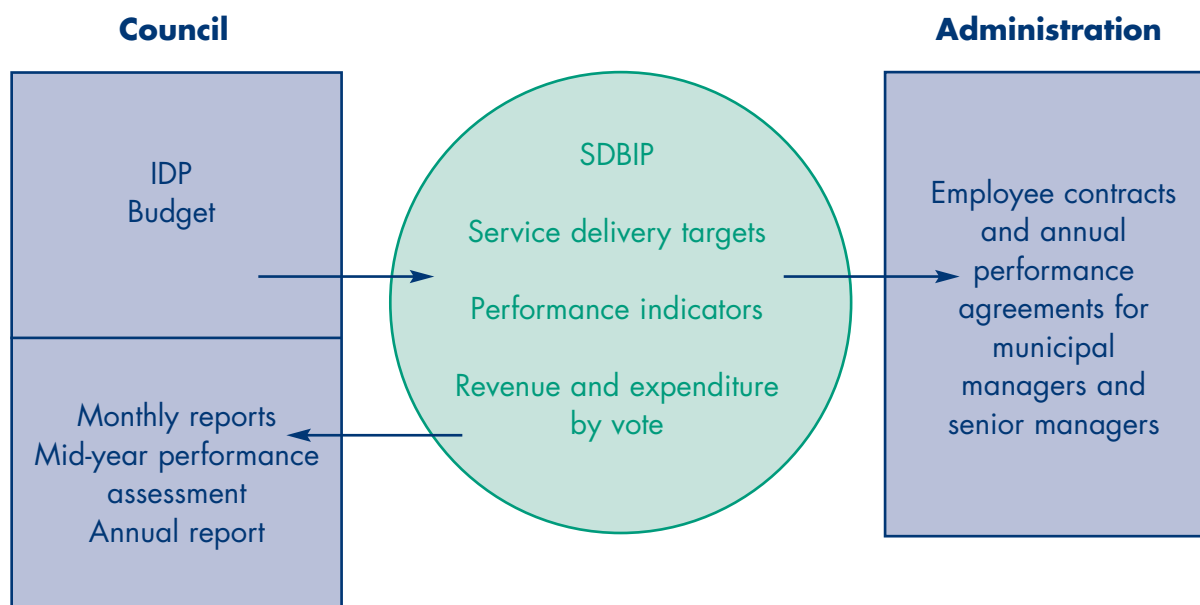 Council
IDP
Budget
Monthly reports
Mid-year performance
assessment
Annual report
SDBIP
Service delivery targets
Performance indicators
Revenue and expenditure
by vote
Administration
Employee contracts
and annual
performance
agreements for
municipal
managers and
senior managers